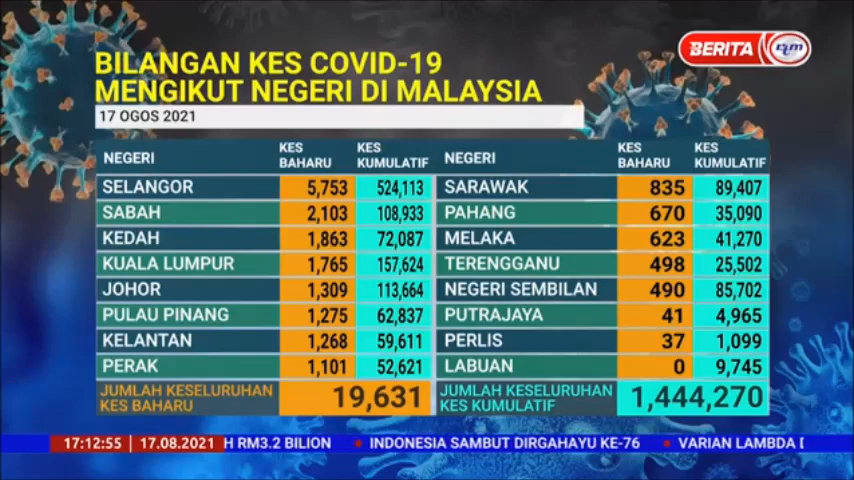 BERITA RTM
BILANGAN KES COVID-19
MENGIKUT NEGERI DI MALAYSIA
17 OGOS 2021
NEGERI KES BAHARU KES KUMULATIF NEGERI KES BAHARU KES KUMULATIF
SELANGOR 5,753 524,113 SARAWAK 835 89,407
SABAH 2,103 108,933 PAHANG 670 35,090
KEDAH 1,863 72,087 MELAKA 623 41,270
KUALA LUMPUR 1,765 157,624 TERENGGANU 498 25,502
JOHOR 1,309 113,664 NEGERI SEMBILAN 490 85,702
PULAU PINANG 1,275 62,837 PUTRAJAYA 41 4,965
KELANTAN 1,268 59,611 PERLIS 37 1,099
PERAK 1,101 52,621 LABUAN 0 9,745
JUMLAH KESELURUHAN KES BAHARU 19,631 JUMLAH KESELURUHAN KES KUMULATIF 1,444,270
17:12:55 17.08.2021 H RM3.2 BILION • INDONESIA SAMBUT DIRGAHAYU KE-76 • VARIAN LAMBDA D